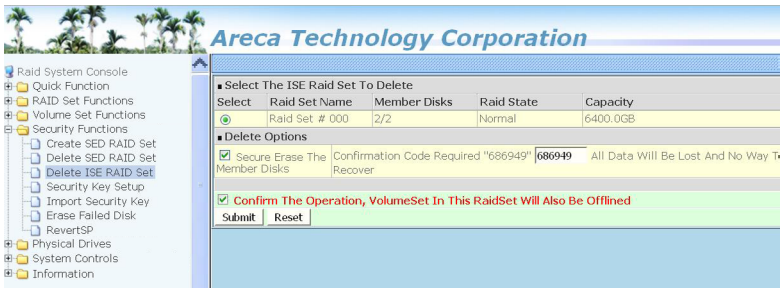 Areca Technology Corporation
Raid System Console
Quick Function
RAID Set Functions
Volume Set Functions
Security Functions
Create SED RAID Set
Delete SED RAID Set
Delete ISE RAID Set
Security Key Setup
Import Security Key
Erase Failed Disk
RevertSP
Physical Drives
System Controls
Information
Select The ISE Raid Set To Delete
Select Raid Set Name Member Disks Raid State Capacity
Raid Set # 000 2/2 Normal 6400.0GB
Delete Options
Secure Erase The Member Disks
Confirmation Code Required "686949" 686949 All Data Will Be Lost And No Way T
Recover
Confirm The Operation, VolumeSet In This RaidSet Will Also Be Offlined
Submit Reset